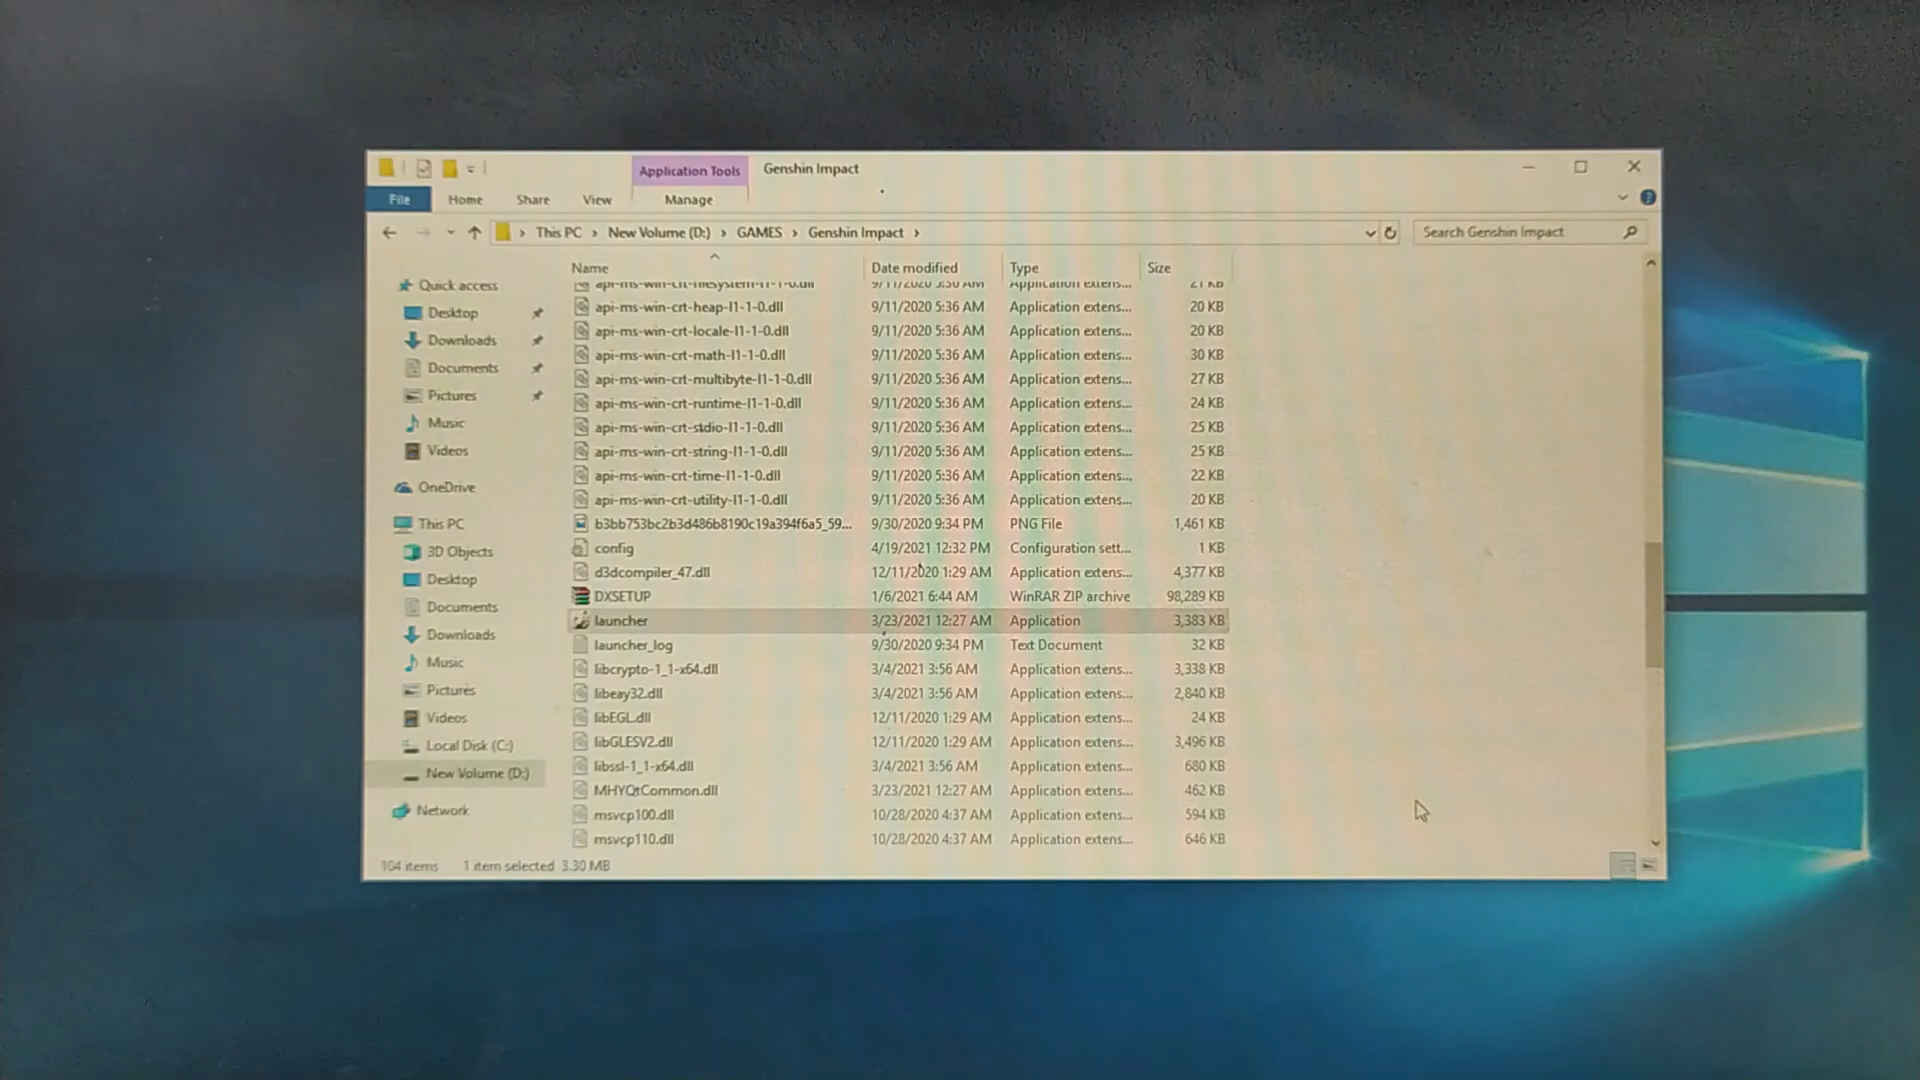 Application Tools Genshin Impact
File Home Share View Manage
This PC New Volume (D:) GAMES Genshin Impact Search Genshin Impact
Name Date modified Type Size
Quick access
Desktop
Downloads
Documents
Pictures
Music
Videos
OneDrive
This PC
3D Objects
Desktop
Documents
Downloads
Music
Pictures
Videos
Local Disk (C:)
New Volume (D:)
Network
api-ms-win-crt-filesystem-l1-1-0.dll 9/11/2020 5:36 AM Application extens... 21 KB
api-ms-win-crt-heap-l1-1-0.dll 9/11/2020 5:36 AM Application extens... 20 KB
api-ms-win-crt-locale-l1-1-0.dll 9/11/2020 5:36 AM Application extens... 20 KB
api-ms-win-crt-math-l1-1-0.dll 9/11/2020 5:36 AM Application extens... 30 KB
api-ms-win-crt-multibyte-l1-1-0.dll 9/11/2020 5:36 AM Application extens... 27 KB
api-ms-win-crt-runtime-l1-1-0.dll 9/11/2020 5:36 AM Application extens... 24 KB
api-ms-win-crt-stdio-l1-1-0.dll 9/11/2020 5:36 AM Application extens... 25 KB
api-ms-win-crt-string-l1-1-0.dll 9/11/2020 5:36 AM Application extens... 25 KB
api-ms-win-crt-time-l1-1-0.dll 9/11/2020 5:36 AM Application extens... 22 KB
api-ms-win-crt-utility-l1-1-0.dll 9/11/2020 5:36 AM Application extens... 20 KB
b3bb753bc2b3d486b8190c19a394f6a5_59... 9/30/2020 9:34 PM PNG File 1,461 KB
config 4/19/2021 12:32 PM Configuration sett... 1 KB
d3dcompiler_47.dll 12/11/2020 1:29 AM Application extens... 4,377 KB
DXSETUP 1/6/2021 6:44 AM WinRAR ZIP archive 98,289 KB
launcher 3/23/2021 12:27 AM Application 3,383 KB
launcher_log 9/30/2020 9:34 PM Text Document 32 KB
libcrypto-1_1-x64.dll 3/4/2021 3:56 AM Application extens... 3,338 KB
libeay32.dll 3/4/2021 3:56 AM Application extens... 2,840 KB
libEGL.dll 12/11/2020 1:29 AM Application extens... 24 KB
libGLESV2.dll 12/11/2020 1:29 AM Application extens... 3,496 KB
libssl-1_1-x64.dll 3/4/2021 3:56 AM Application extens... 680 KB
MHYQtCommon.dll 3/23/2021 12:27 AM Application extens... 462 KB
msvcp100.dll 10/28/2020 4:37 AM Application extens... 594 KB
msvcp110.dll 10/28/2020 4:37 AM Application extens... 646 KB
104 items 1 item selected 3.30 MB